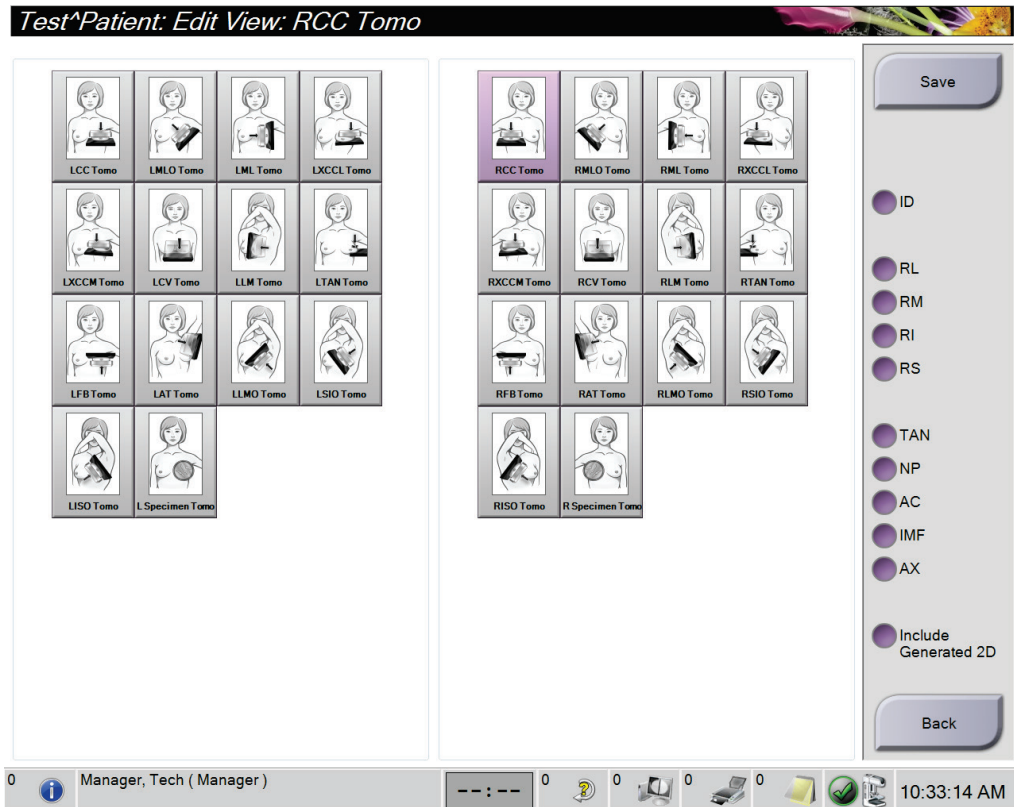 Test^Patient: Edit View: RCC Tomo
LCC Tomo LMLO Tomo LML Tomo LXCCL Tomo
LXCCM Tomo LCV Tomo LLM Tomo LTAN Tomo
LFB Tomo LAT Tomo LLMO Tomo LSIO Tomo
LISO Tomo L Specimen Tomo
RCC Tomo RMLO Tomo RML Tomo RXCCL Tomo
RXCCM Tomo RCV Tomo RLM Tomo RTAN Tomo
RFB Tomo RAT Tomo RLMO Tomo RSIO Tomo
RISO Tomo R Specimen Tomo
Save
ID
RL
RM
RI
RS
TAN
NP
AC
IMF
AX
Include
Generated 2D
Back
0 Manager, Tech ( Manager ) --:-- 0 0 0 0 10:33:14 AM